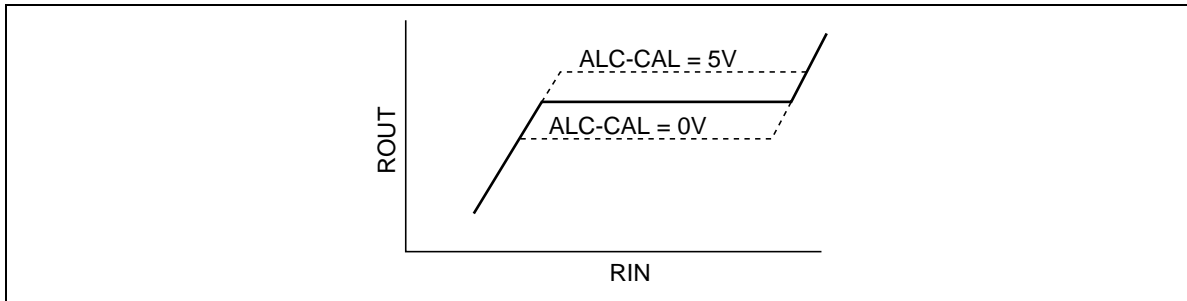 ALC-CAL = 5V
ALC-CAL = 0V
ROUT
RIN